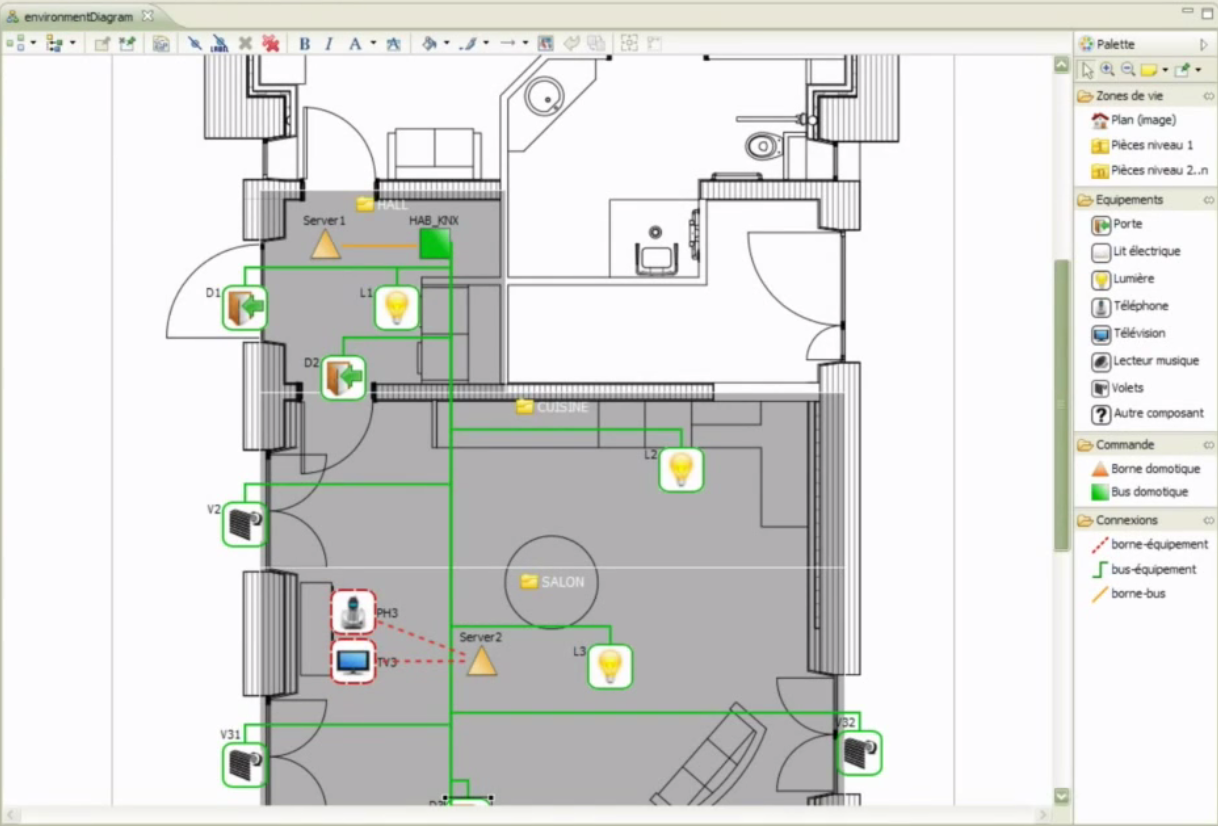 environmentDiagram
LABEL
B I A A
Palette
Zones de vie
Plan (image)
Pièces niveau 1
Pièces niveau 2..n
Equipements
Porte
Lit électrique
Lumière
Téléphone
Télévision
Lecteur musique
Volets
? Autre composant
Commande
Borne domotique
Bus domotique
Connexions
borne-équipement
bus-équipement
borne-bus
HALL
Server1
HAB_KNX
D1
L1
D2
CUISINE
L2
V2
SALON
PH3
Server2
TV3
L3
V31
V32